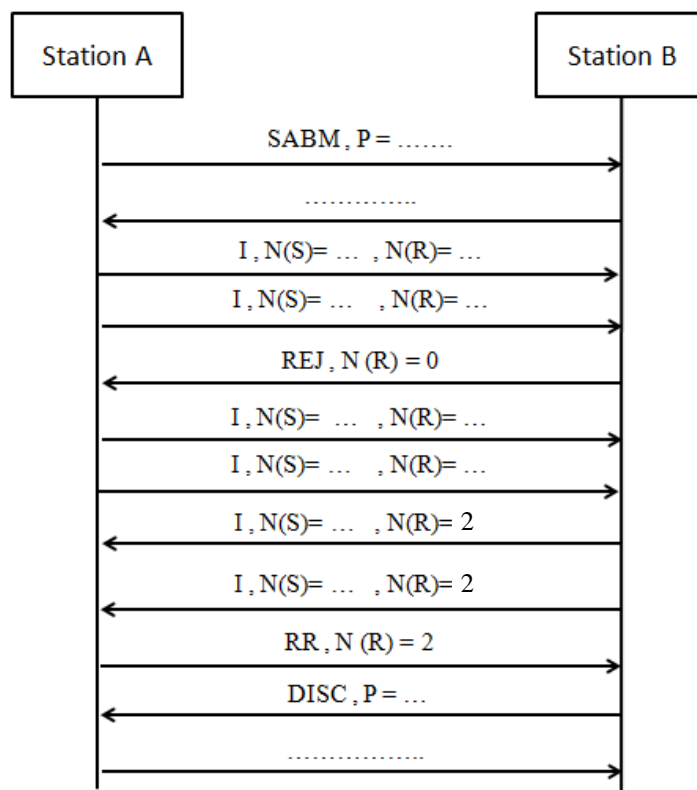 Station A
Station B
SABM , P = .......
..............
I , N(S)= ... , N(R)= ...
I , N(S)= ... , N(R)= ...
REJ , N (R) = 0
I , N(S)= ... , N(R)= ...
I , N(S)= ... , N(R)= ...
I , N(S)= ... , N(R)= 2
I , N(S)= ... , N(R)= 2
RR , N (R) = 2
DISC , P = ...
................